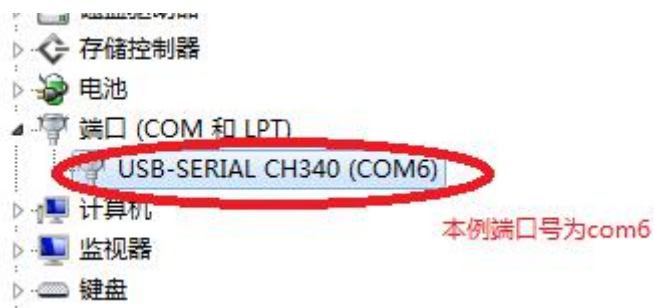 存储控制器
电池
端口 (COM 和 LPT)
USB-SERIAL CH340 (COM6)
计算机
本例端口号为com6
监视器
键盘